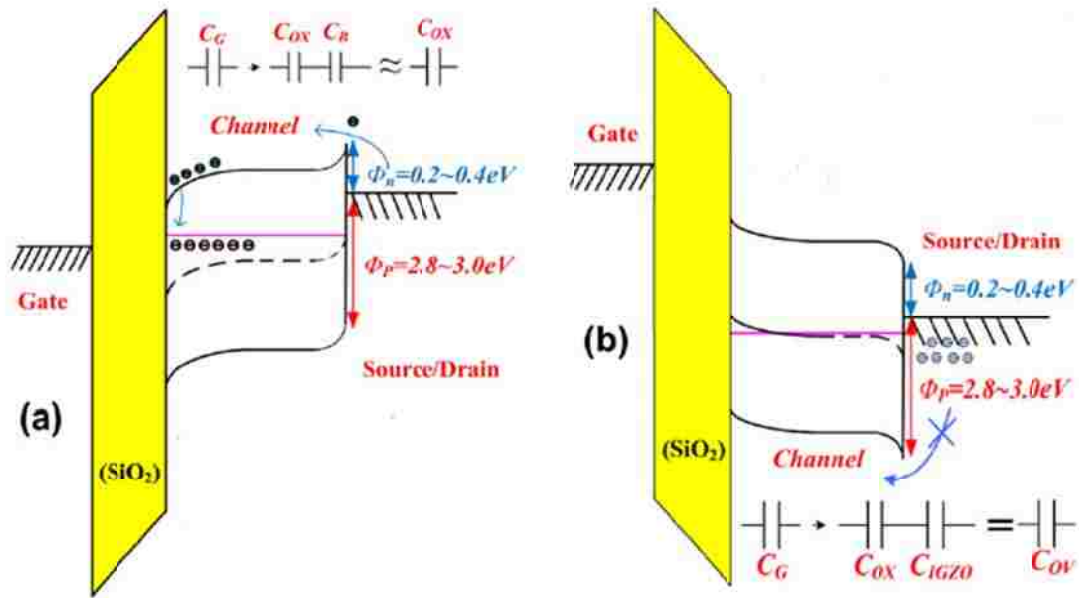 C_G C_OX C_B ≈ C_OX
Channel
Φ_n=0.2~0.4eV
Φ_P=2.8~3.0eV
Gate
Source/Drain
(a)
(SiO₂)
Gate
Source/Drain
Φ_n=0.2~0.4eV
(b)
Φ_P=2.8~3.0eV
(SiO₂)
Channel
=
C_G C_OX C_IGZO C_OV